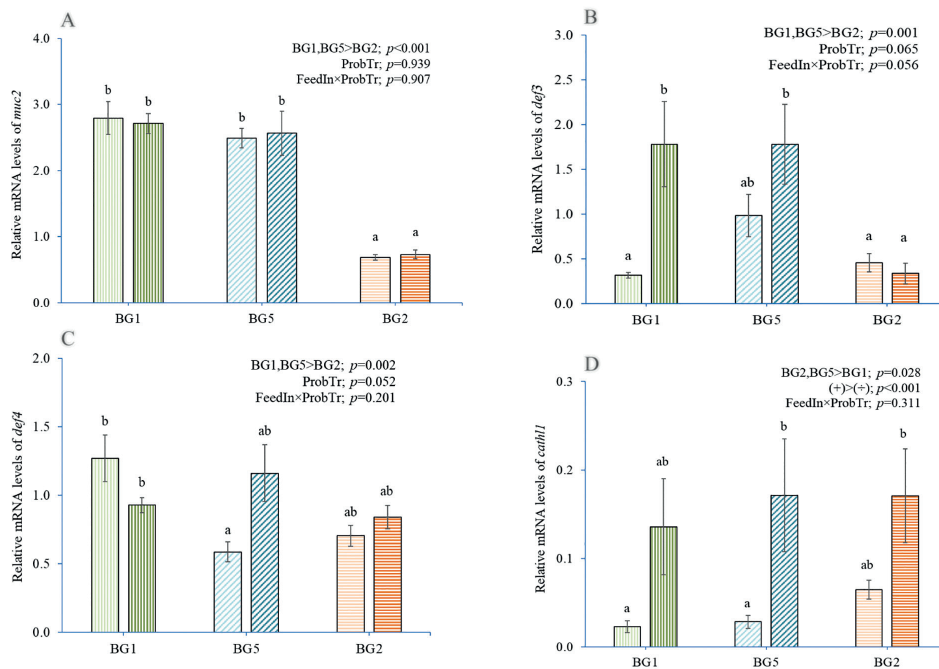 A
BG1,BG5>BG2; p<0.001
ProbTr; p=0.939
FeedIn×ProbTr; p=0.907
Relative mRNA levels of muc2
4.0
3.0
2.0
1.0
0.0
b
b
b
b
a
a
BG1
BG5
BG2
B
BG1,BG5>BG2; p=0.001
ProbTr; p=0.065
FeedIn×ProbTr; p=0.056
Relative mRNA levels of def3
3.0
2.5
2.0
1.5
1.0
0.5
0.0
a
b
ab
b
a
a
BG1
BG5
BG2
C
BG1,BG5>BG2; p=0.002
ProbTr; p=0.052
FeedIn×ProbTr; p=0.201
Relative mRNA levels of def4
2.0
1.5
1.0
0.5
0.0
b
b
a
ab
ab
ab
BG1
BG5
BG2
D
BG2,BG5>BG1; p=0.028
(+)>(÷); p<0.001
FeedIn×ProbTr; p=0.311
Relative mRNA levels of cathl1
0.3
0.2
0.1
0.0
a
ab
a
b
ab
b
BG1
BG5
BG2